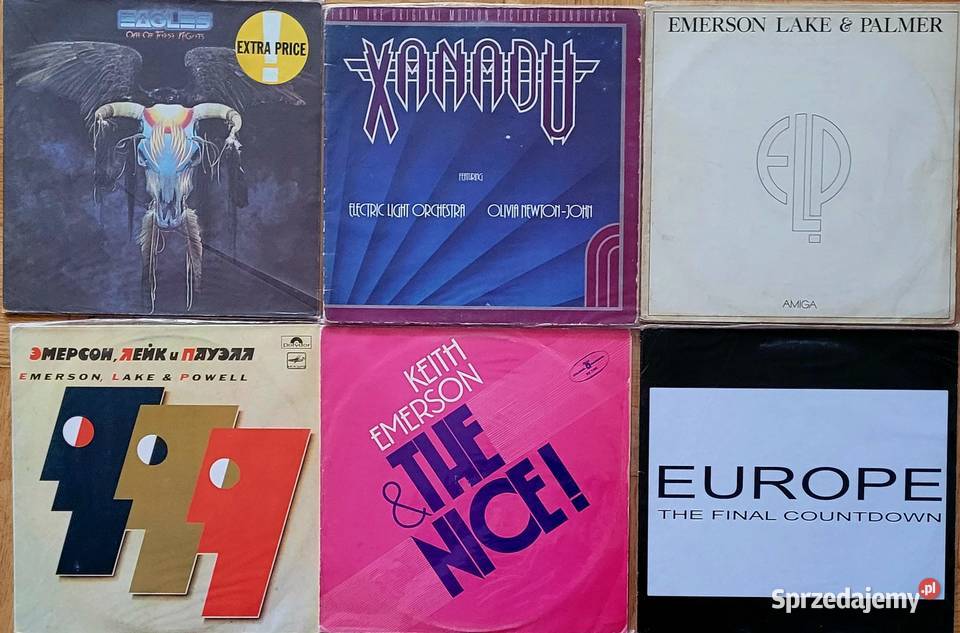 EAGLES
ONE OF THESE NIGHTS
EXTRA PRICE
!
FROM THE ORIGINAL MOTION PICTURE SOUNDTRACK
XANADU
FEATURING
ELECTRIC LIGHT ORCHESTRA OLIVIA NEWTON-JOHN
EMERSON LAKE & PALMER
ELP
AMIGA
ЭМЕРСОН, ЛЕЙК и ПАУЭЛЛ
EMERSON, LAKE & POWELL
Polydor
KEITH
EMERSON
& THE
NICE!
EUROPE
THE FINAL COUNTDOWN
Sprzedajemy.pl